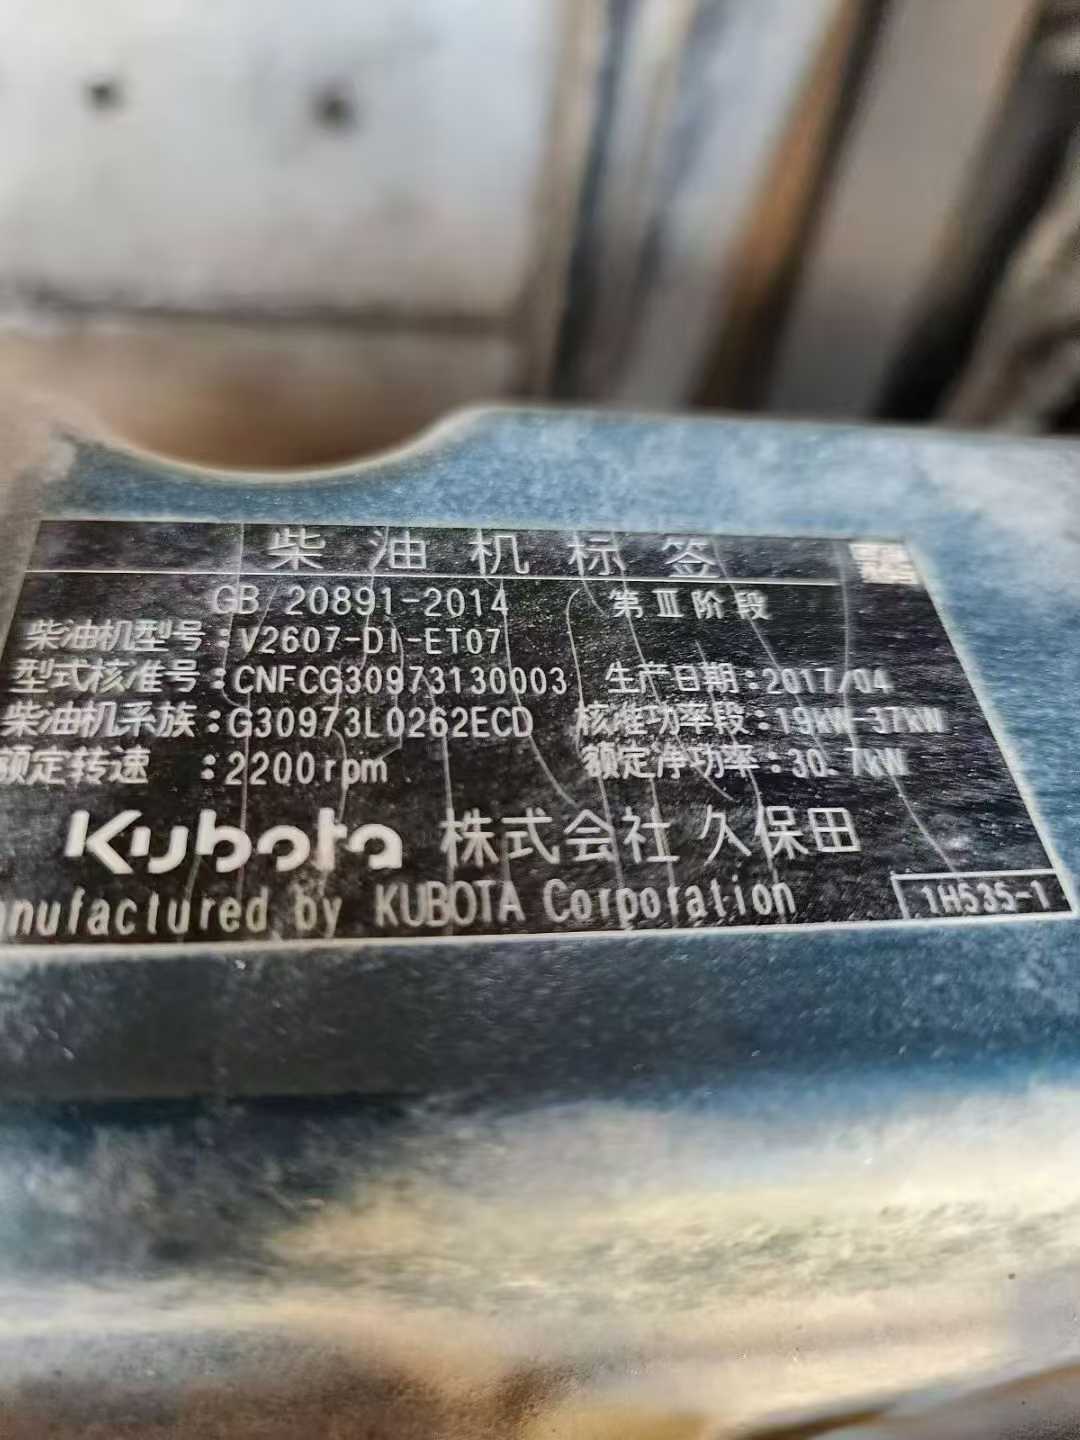 柴油机标签
GB 20891-2014 第Ⅲ阶段
柴油机型号：V2607-DI-ET07
型式核准号：CNFCG30973130003 生产日期：2017/04
柴油机系族：G30973L0262ECD 核准功率段：19kW-37kW
额定转速 ：2200rpm 额定净功率：30.7kW
Kubota 株式会社 久保田
anufactured by KUBOTA Corporation
1H535-1